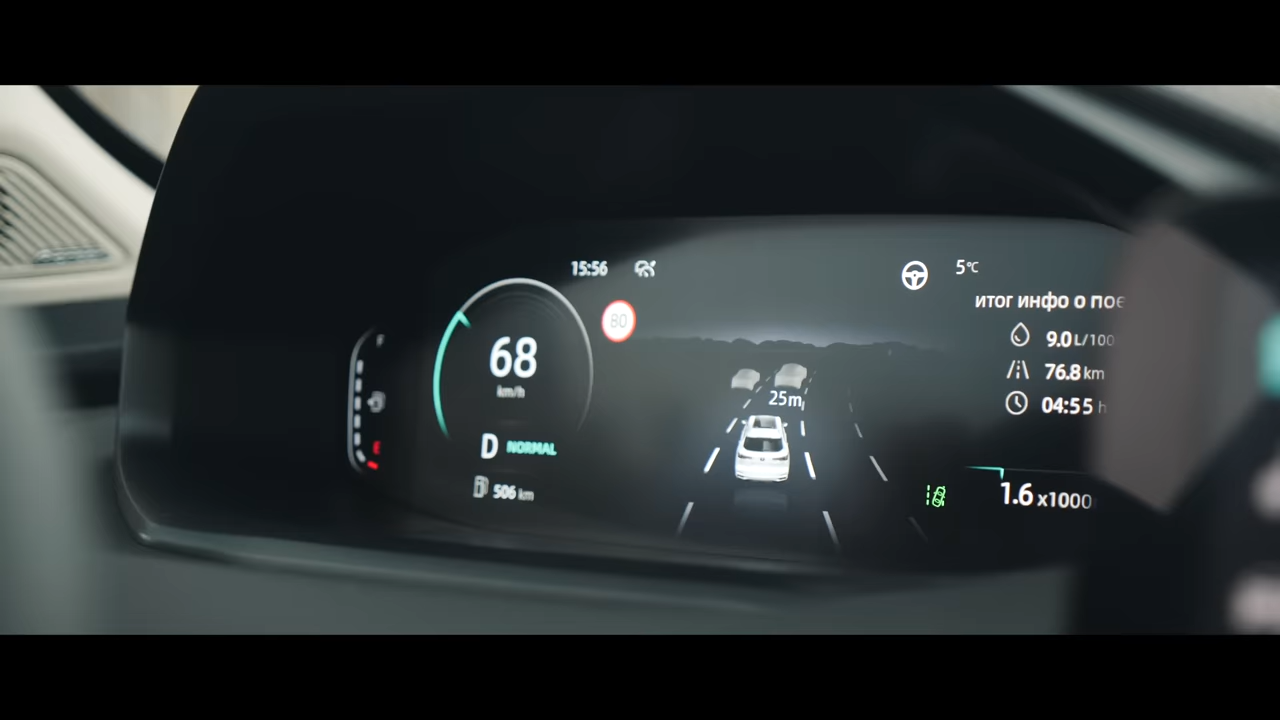 15:56
5°C
80
68
km/h
D NORMAL
506 km
25m
F
E
ИТОГ ИНФО О ПОЕ
9.0 L/100
76.8 km
04:55 h
1.6 x1000